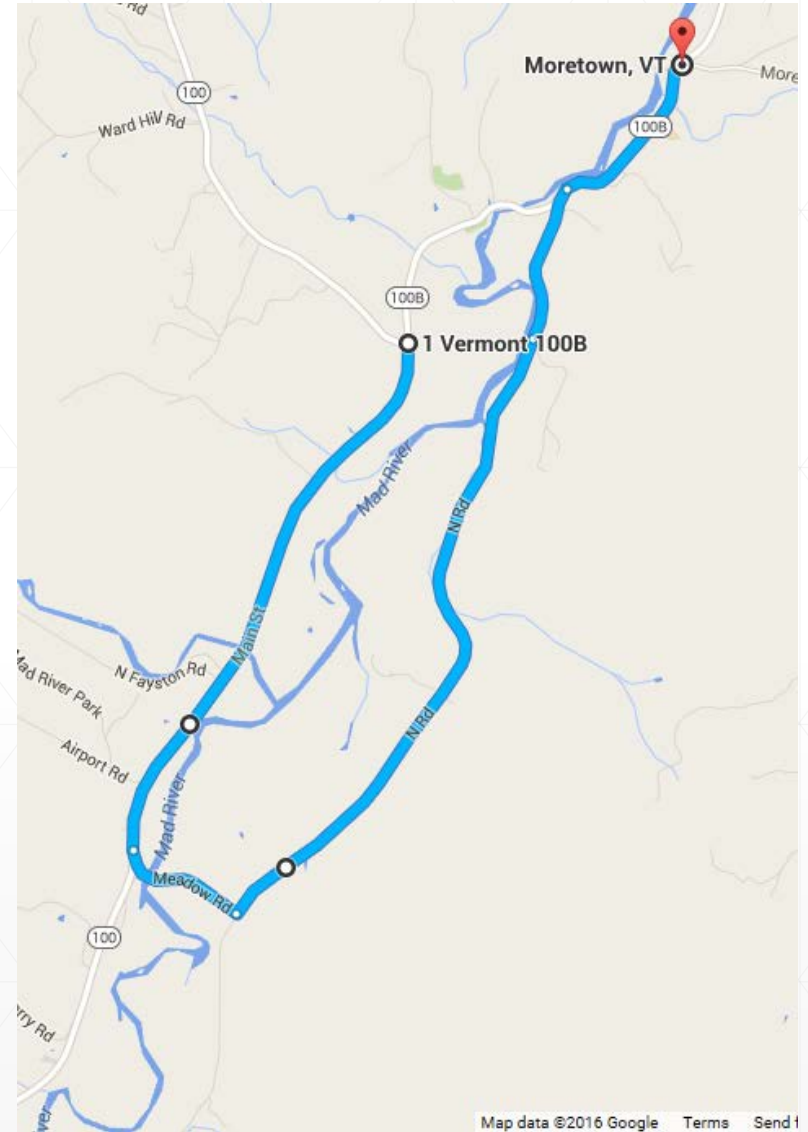 Rd
Moretown, VT
More
100
100B
Ward Hill Rd
100B
1 Vermont 100B
Mad River
N Rd
Main St
N Fayston Rd
Mad River Park
N Rd
Airport Rd
Mad River
Meadow Rd
100
rry Rd
ver
Map data ©2016 Google Terms Send t